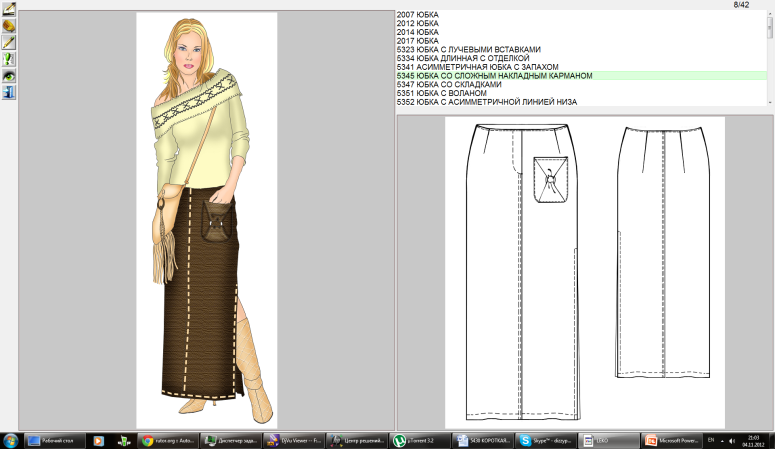 8/42
2007 ЮБКА
2012 ЮБКА
2014 ЮБКА
2017 ЮБКА
5323 ЮБКА С ЛУЧЕВЫМИ ВСТАВКАМИ
5334 ЮБКА ДЛИННАЯ С ОТДЕЛКОЙ
5341 АСИММЕТРИЧНАЯ ЮБКА С ЗАПАХОМ
5345 ЮБКА СО СЛОЖНЫМ НАКЛАДНЫМ КАРМАНОМ
5347 ЮБКА СО СКЛАДКАМИ
5351 ЮБКА С ВОЛАНОМ
5352 ЮБКА С АСИММЕТРИЧНОЙ ЛИНИЕЙ НИЗА
Рабочий стол
rutor.org :: Auto...
Диспетчер зада...
DjVu Viewer -- Fi...
Центр решений...
µTorrent 3.2
5430 КОРОТКАЯ...
Skype™ - dizzyp...
LEKO
Microsoft Power...
EN
21:03
04.11.2012